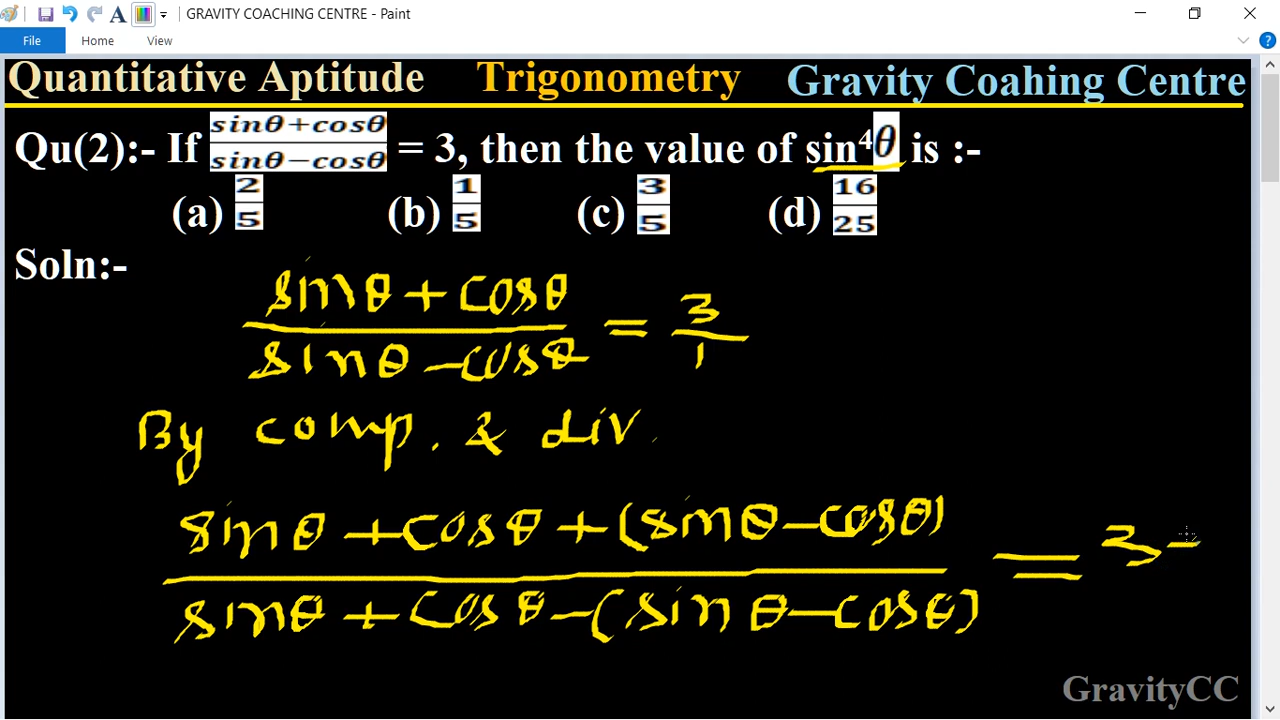 GRAVITY COACHING CENTRE - Paint
File Home View
Quantitative Aptitude Trigonometry Gravity Coahing Centre
Qu(2):- If sinθ+cosθ/sinθ−cosθ = 3, then the value of sin⁴θ is :-
(a) 2/5 (b) 1/5 (c) 3/5 (d) 16/25
Soln:-
sinθ + cosθ / sinθ − cosθ = 3/1
By comp. & div.
sinθ + cosθ + (sinθ − cosθ) / sinθ + cosθ − (sinθ − cosθ) = 3 -
GravityCC